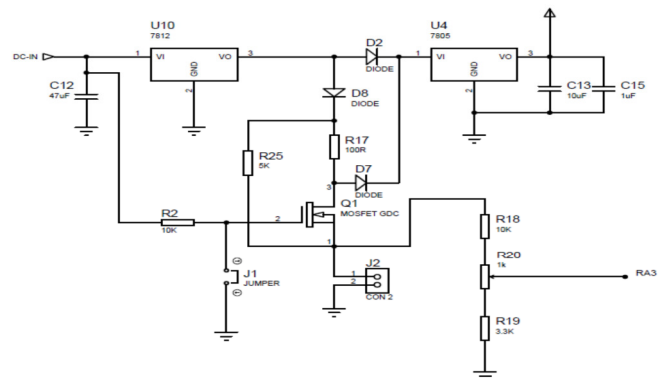 U10
7812
DC-IN
1
VI
VO
3
GND
2
C12
47uF
D2
DIODE
U4
7805
1
VI
VO
3
GND
2
C13
10uF
C15
1uF
D8
DIODE
R17
100R
R25
5K
D7
DIODE
3
Q1
MOSFET GDC
2
1
R2
10K
J1
JUMPER
1
J2
1
2
CON 2
R18
10K
R20
1k
RA3
R19
3.3K